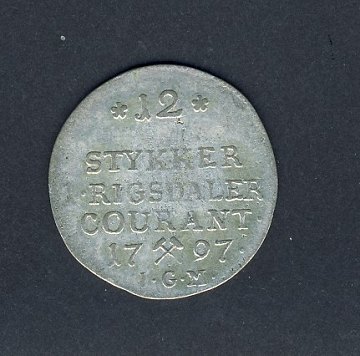 * 12 *
STYKKER
1·RIGSDALER
COURANT·
17 ⚒ 97
I·G·M·